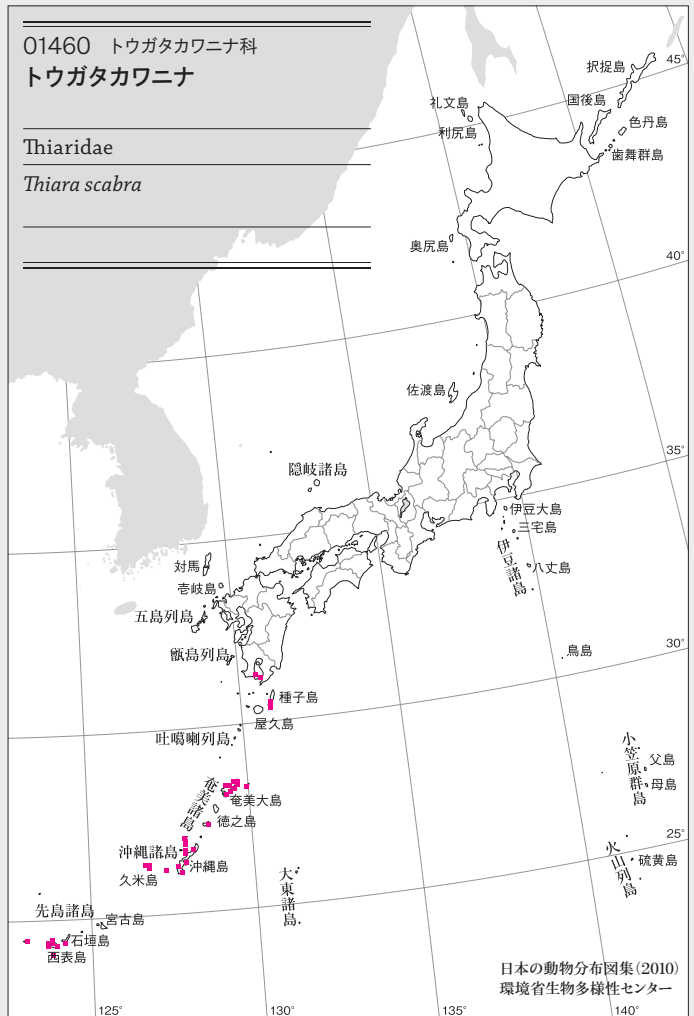 01460 トウガタカワニナ科
トウガタカワニナ
Thiaridae
Thiara scabra
45°
択捉島
礼文島
国後島
色丹島
利尻島
歯舞群島
奥尻島
40°
佐渡島
35°
隠岐諸島
伊豆大島
三宅島
伊豆諸島
八丈島
対馬
壱岐島
五島列島
甑島列島
鳥島
30°
種子島
屋久島
吐噶喇列島
小笠原群島
父島
母島
奄美諸島
奄美大島
徳之島
25°
沖縄諸島
沖縄島
久米島
火山列島
硫黄島
大東諸島
先島諸島
宮古島
石垣島
西表島
日本の動物分布図集(2010)
環境省生物多様性センター
125°
130°
135°
140°